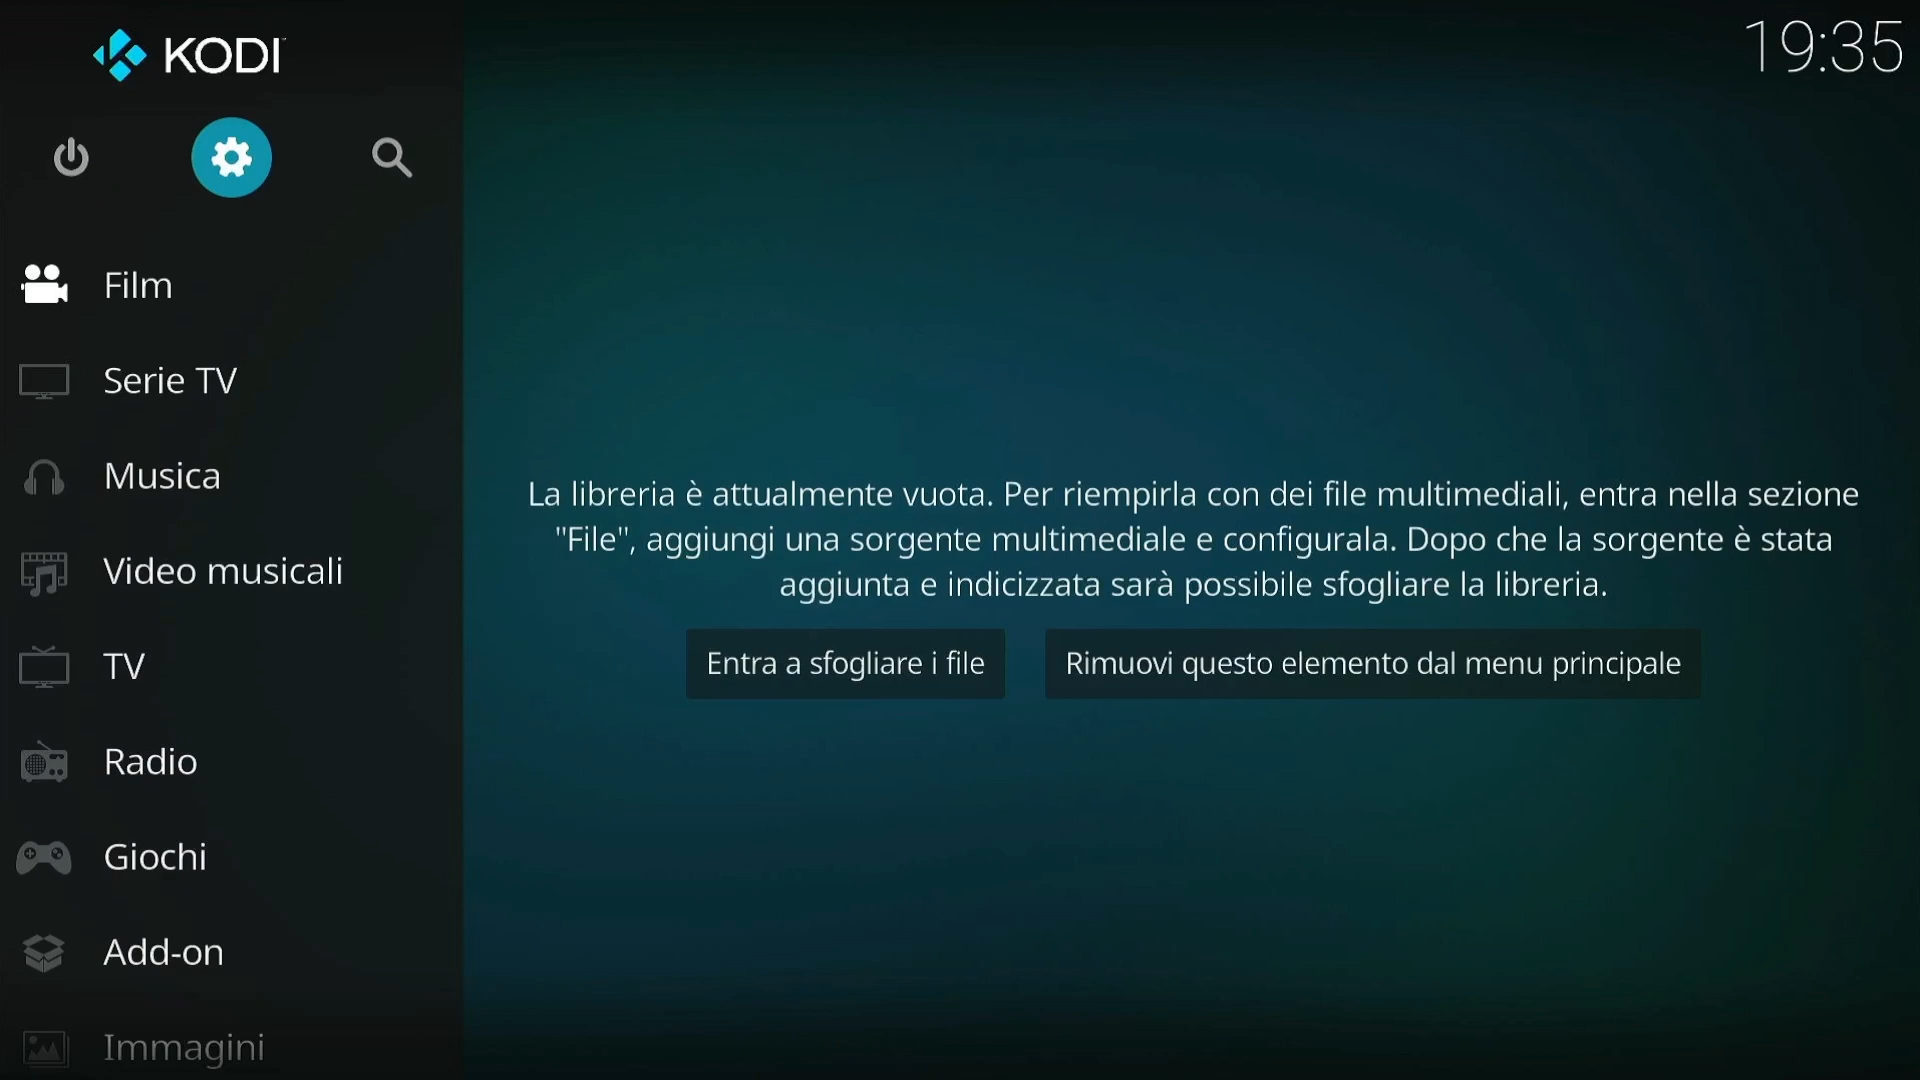 KODI
19:35
Film
Serie TV
Musica
Video musicali
TV
Radio
Giochi
Add-on
Immagini
La libreria è attualmente vuota. Per riempirla con dei file multimediali, entra nella sezione
"File", aggiungi una sorgente multimediale e configurala. Dopo che la sorgente è stata
aggiunta e indicizzata sarà possibile sfogliare la libreria.
Entra a sfogliare i file
Rimuovi questo elemento dal menu principale